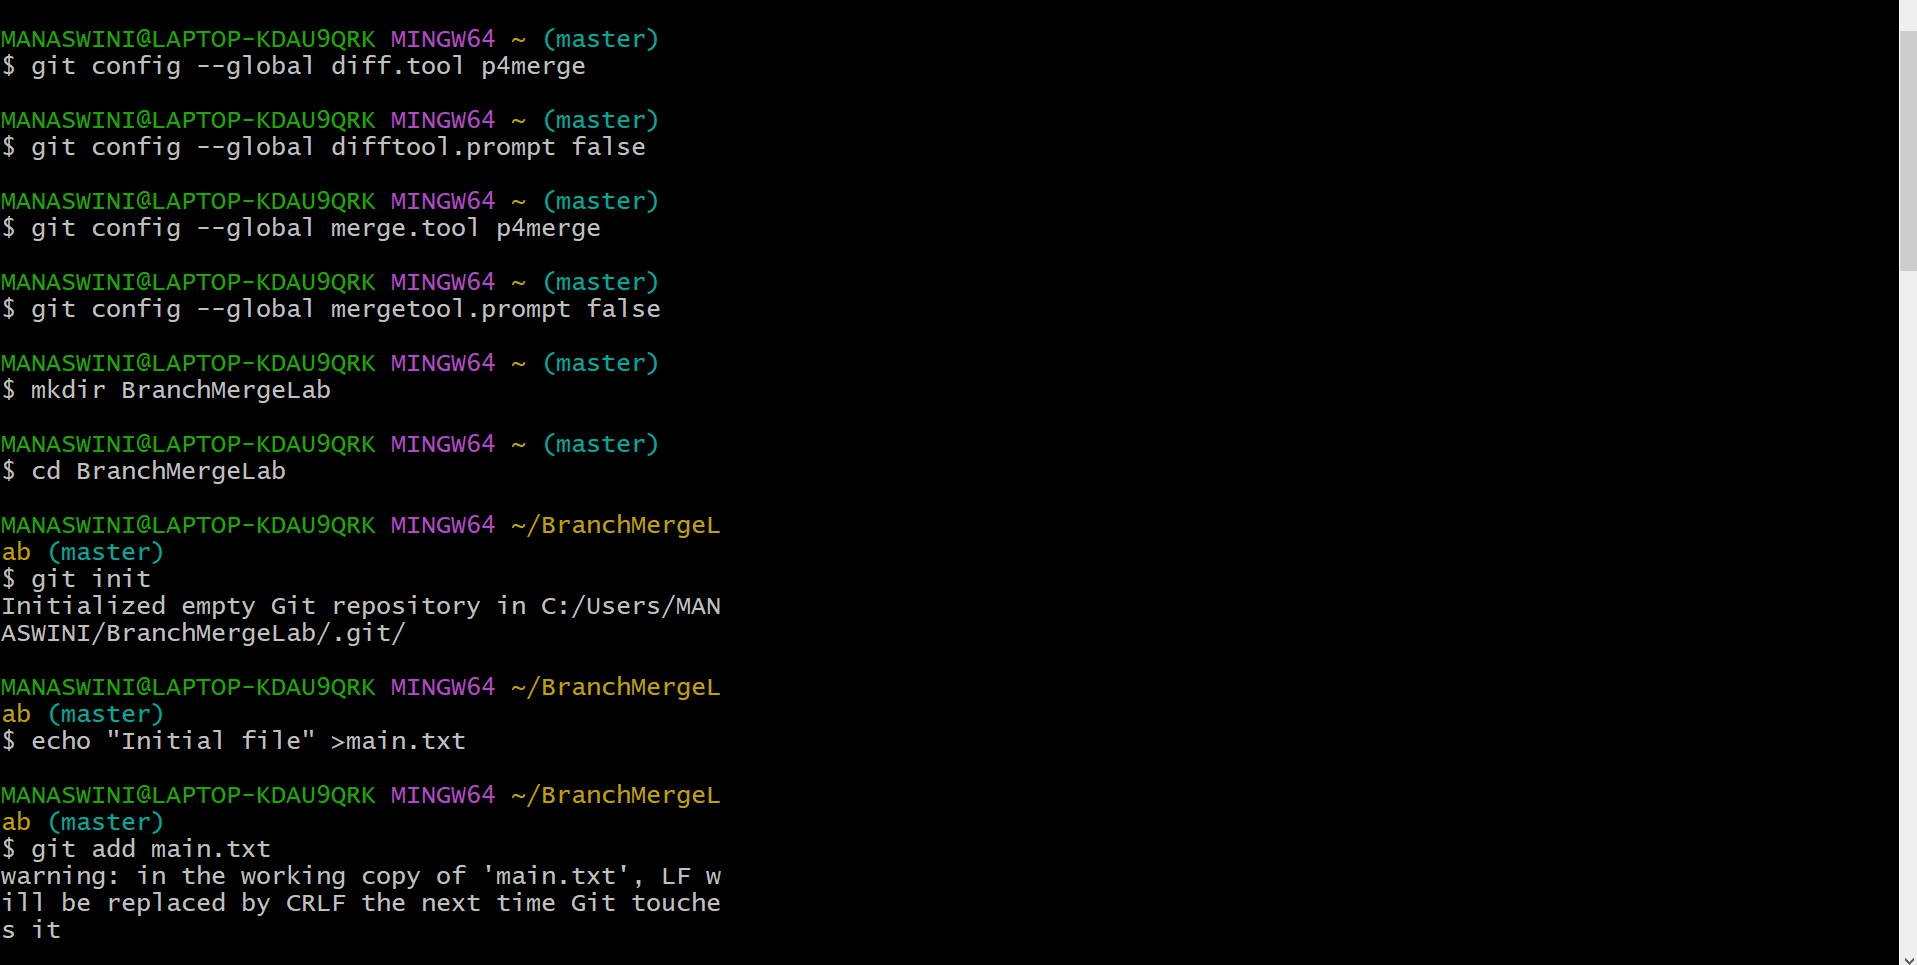 MANASWINI@LAPTOP-KDAU9QRK MINGW64 ~ (master)
$ git config --global diff.tool p4merge
MANASWINI@LAPTOP-KDAU9QRK MINGW64 ~ (master)
$ git config --global difftool.prompt false
MANASWINI@LAPTOP-KDAU9QRK MINGW64 ~ (master)
$ git config --global merge.tool p4merge
MANASWINI@LAPTOP-KDAU9QRK MINGW64 ~ (master)
$ git config --global mergetool.prompt false
MANASWINI@LAPTOP-KDAU9QRK MINGW64 ~ (master)
$ mkdir BranchMergeLab
MANASWINI@LAPTOP-KDAU9QRK MINGW64 ~ (master)
$ cd BranchMergeLab
MANASWINI@LAPTOP-KDAU9QRK MINGW64 ~/BranchMergeL
ab (master)
$ git init
Initialized empty Git repository in C:/Users/MAN
ASWINI/BranchMergeLab/.git/
MANASWINI@LAPTOP-KDAU9QRK MINGW64 ~/BranchMergeL
ab (master)
$ echo "Initial file" >main.txt
MANASWINI@LAPTOP-KDAU9QRK MINGW64 ~/BranchMergeL
ab (master)
$ git add main.txt
warning: in the working copy of 'main.txt', LF w
ill be replaced by CRLF the next time Git touche
s it